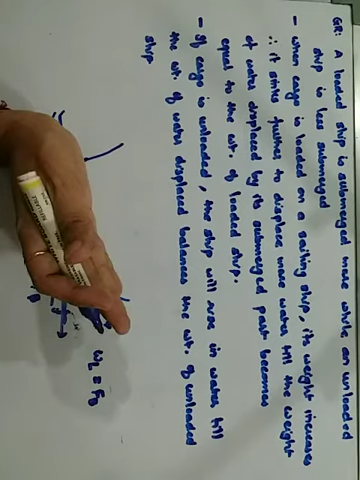 GR: A loaded ship is submerged more while an unloaded
ship is less submerged
- when cargo is loaded on a sailing ship, its weight increases
∴ it sinks further to displace more water till the weight
of water displaced by its submerged part becomes
equal to the wt. of loaded ship.
- If cargo is unloaded, the ship will rise in water till
the wt. of water displaced balances the wt. of unloaded
ship
WL = FB